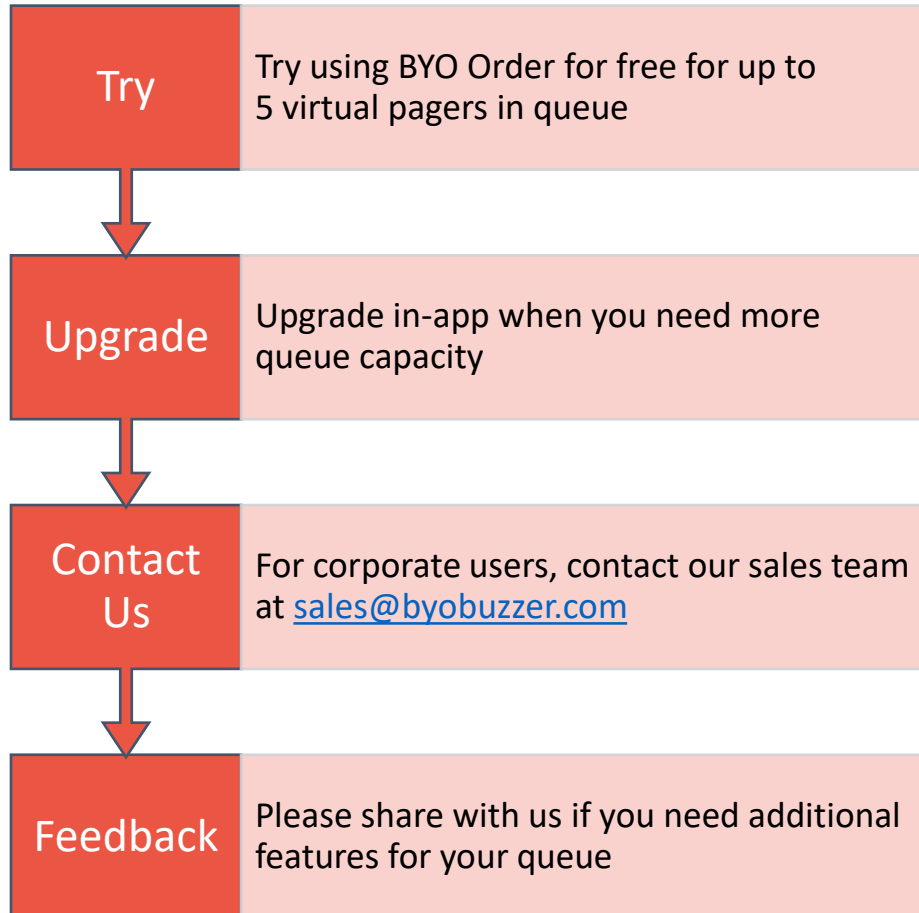 Try
Try using BYO Order for free for up to
5 virtual pagers in queue
Upgrade
Upgrade in-app when you need more
queue capacity
Contact
Us
For corporate users, contact our sales team
at sales@byobuzzer.com
Feedback
Please share with us if you need additional
features for your queue